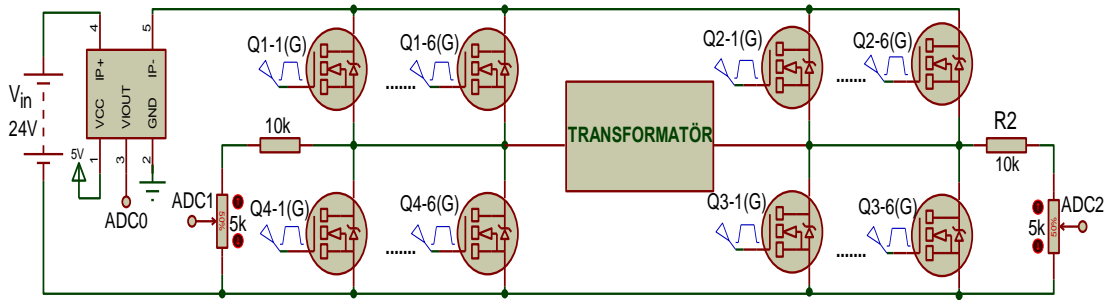 4
5
IP+
IP-
VCC
VIOUT
GND
1
3
2
5V
ADC0
Vin
24V
Q1-1(G)
Q1-6(G)
.......
Q2-1(G)
Q2-6(G)
.......
10k
TRANSFORMATÖR
R2
10k
ADC1
50%
5k
Q4-1(G)
Q4-6(G)
.......
Q3-1(G)
Q3-6(G)
.......
ADC2
50%
5k